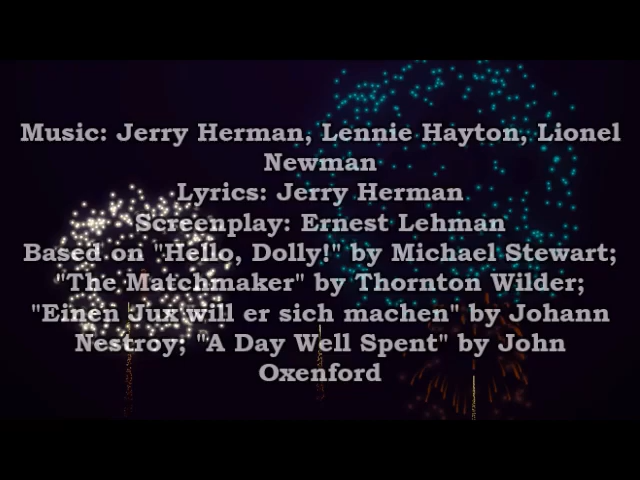 Music: Jerry Herman, Lennie Hayton, Lionel
Newman
Lyrics: Jerry Herman
Screenplay: Ernest Lehman
Based on "Hello, Dolly!" by Michael Stewart;
"The Matchmaker" by Thornton Wilder;
"Einen Jux will er sich machen" by Johann
Nestroy; "A Day Well Spent" by John
Oxenford